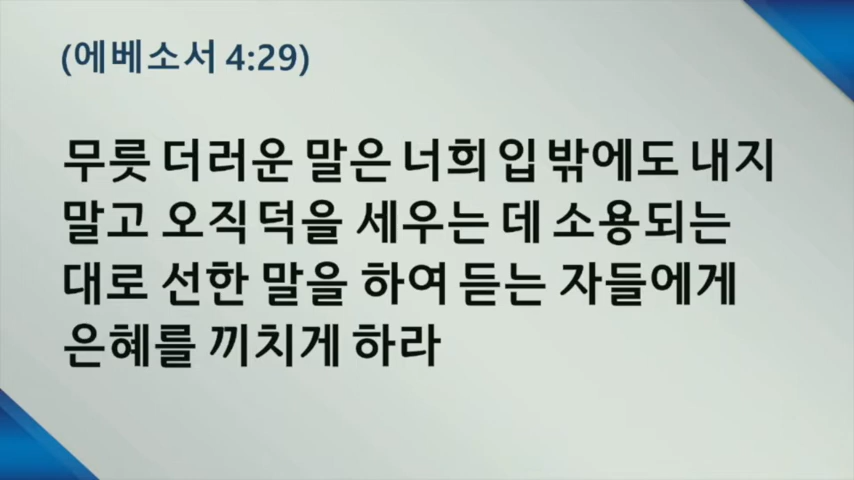 (에베소서 4:29)
무릇 더러운 말은 너희 입 밖에도 내지
말고 오직 덕을 세우는 데 소용되는
대로 선한 말을 하여 듣는 자들에게
은혜를 끼치게 하라